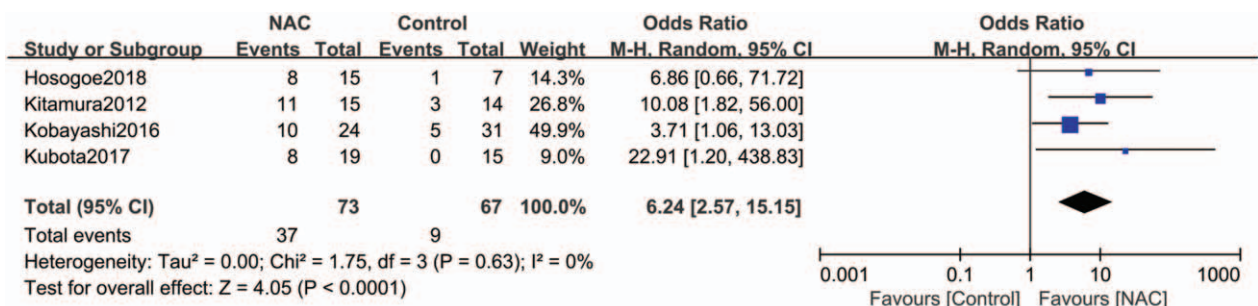 NAC Control Odds Ratio Odds Ratio
Study or Subgroup Events Total Events Total Weight M-H, Random, 95% CI M-H, Random, 95% CI
Hosogoe2018 8 15 1 7 14.3% 6.86 [0.66, 71.72]
Kitamura2012 11 15 3 14 26.8% 10.08 [1.82, 56.00]
Kobayashi2016 10 24 5 31 49.9% 3.71 [1.06, 13.03]
Kubota2017 8 19 0 15 9.0% 22.91 [1.20, 438.83]
Total (95% CI) 73 67 100.0% 6.24 [2.57, 15.15]
Total events 37 9
Heterogeneity: Tau² = 0.00; Chi² = 1.75, df = 3 (P = 0.63); I² = 0%
Test for overall effect: Z = 4.05 (P < 0.0001)
0.001 0.1 1 10 1000
Favours [Control] Favours [NAC]